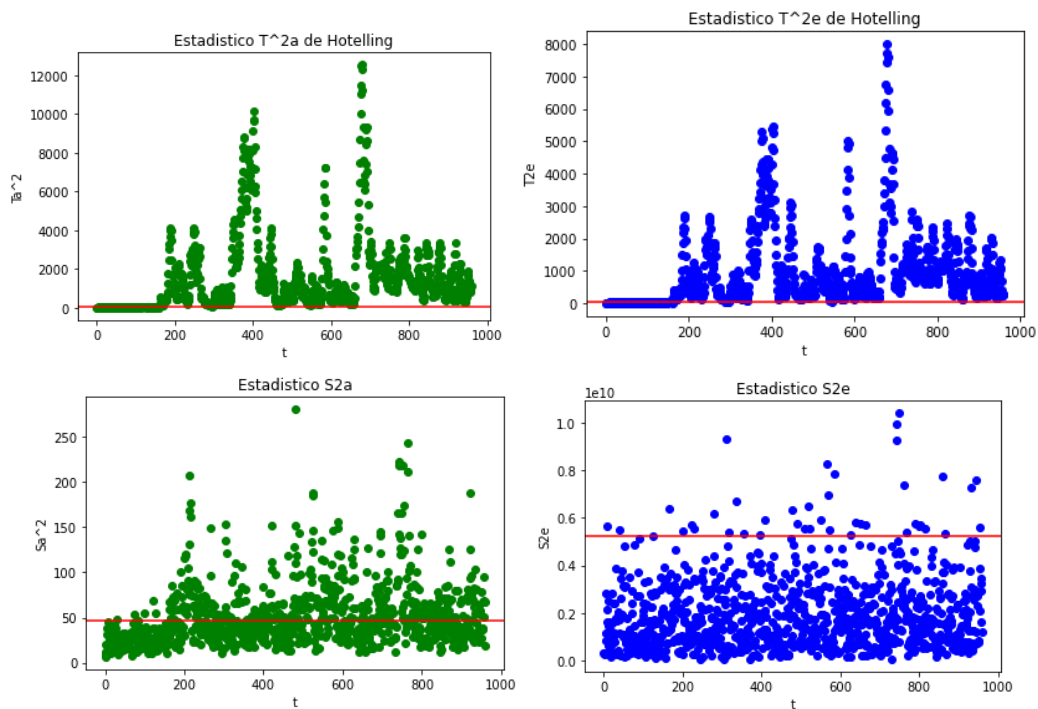 Estadistico T^2a de Hotelling
Ta^2
12000
10000
8000
6000
4000
2000
0
0 200 400 600 800 1000
t
Estadistico T^2e de Hotelling
T2e
8000
7000
6000
5000
4000
3000
2000
1000
0
0 200 400 600 800 1000
t
Estadistico S2a
Sa^2
250
200
150
100
50
0
0 200 400 600 800 1000
t
Estadistico S2e
1e10
S2e
1.0
0.8
0.6
0.4
0.2
0.0
0 200 400 600 800 1000
t